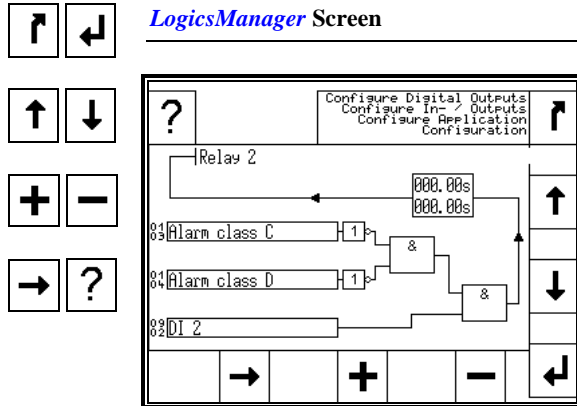 LogicsManager Screen
?
Configure Digital Outputs
Configure In- / Outputs
Configure Application
Configuration
Relay 2
000.00s
000.00s
01
03 Alarm class C 1
&
01
04 Alarm class D 1
&
09
02 DI 2
?